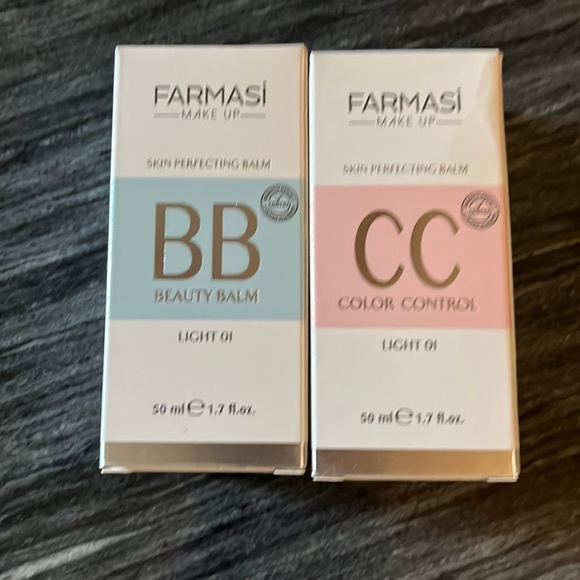 FARMASİ
MAKE UP
SKIN PERFECTING BALM
BB
BEAUTY BALM
LIGHT 01
50 ml ℮ 1.7 fl.oz.
FARMASİ
MAKE UP
SKIN PERFECTING BALM
CC
COLOR CONTROL
LIGHT 01
50 ml ℮ 1.7 fl.oz.